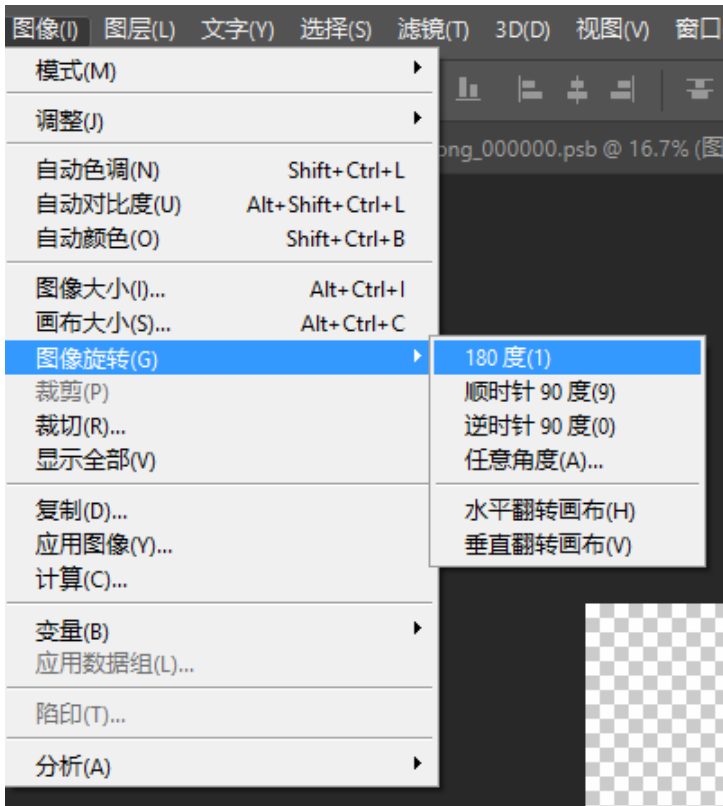 图像(I) 图层(L) 文字(Y) 选择(S) 滤镜(T) 3D(D) 视图(V) 窗口
模式(M)
调整(J)
ong_000000.psb @ 16.7% (图
自动色调(N) Shift+Ctrl+L
自动对比度(U) Alt+Shift+Ctrl+L
自动颜色(O) Shift+Ctrl+B
图像大小(I)... Alt+Ctrl+I
画布大小(S)... Alt+Ctrl+C
图像旋转(G)
180 度(1)
裁剪(P)
顺时针 90 度(9)
裁切(R)...
逆时针 90 度(0)
显示全部(V)
任意角度(A)...
复制(D)...
水平翻转画布(H)
应用图像(Y)...
垂直翻转画布(V)
计算(C)...
变量(B)
应用数据组(L)...
陷印(T)...
分析(A)